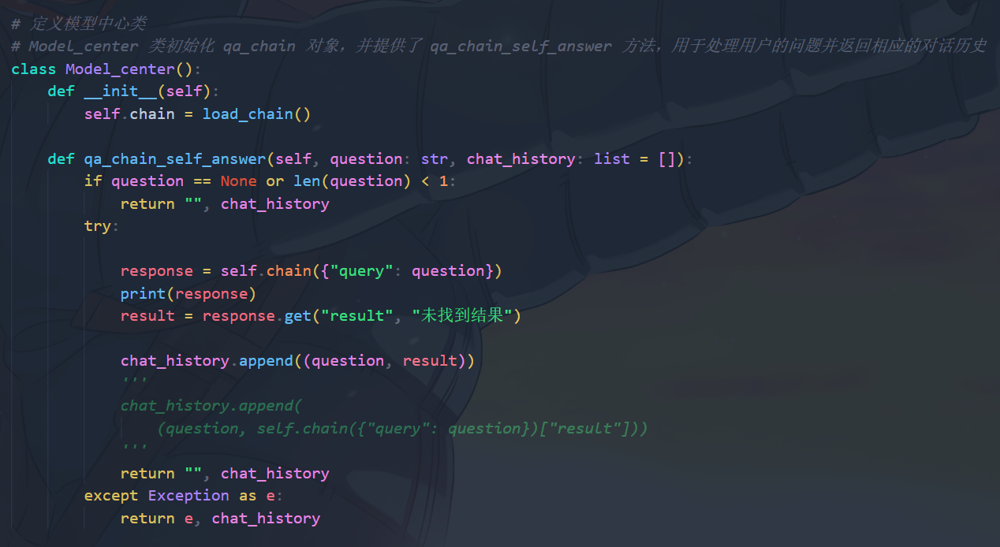 # 定义模型中心类
# Model_center 类初始化 qa_chain 对象，并提供了 qa_chain_self_answer 方法，用于处理用户的问题并返回相应的对话历史
class Model_center():
    def __init__(self):
        self.chain = load_chain()

    def qa_chain_self_answer(self, question: str, chat_history: list = []):
        if question == None or len(question) < 1:
            return "", chat_history
        try:

            response = self.chain({"query": question})
            print(response)
            result = response.get("result", "未找到结果")

            chat_history.append((question, result))
            '''
            chat_history.append(
                (question, self.chain({"query": question})["result"]))
            '''
            return "", chat_history
        except Exception as e:
            return e, chat_history